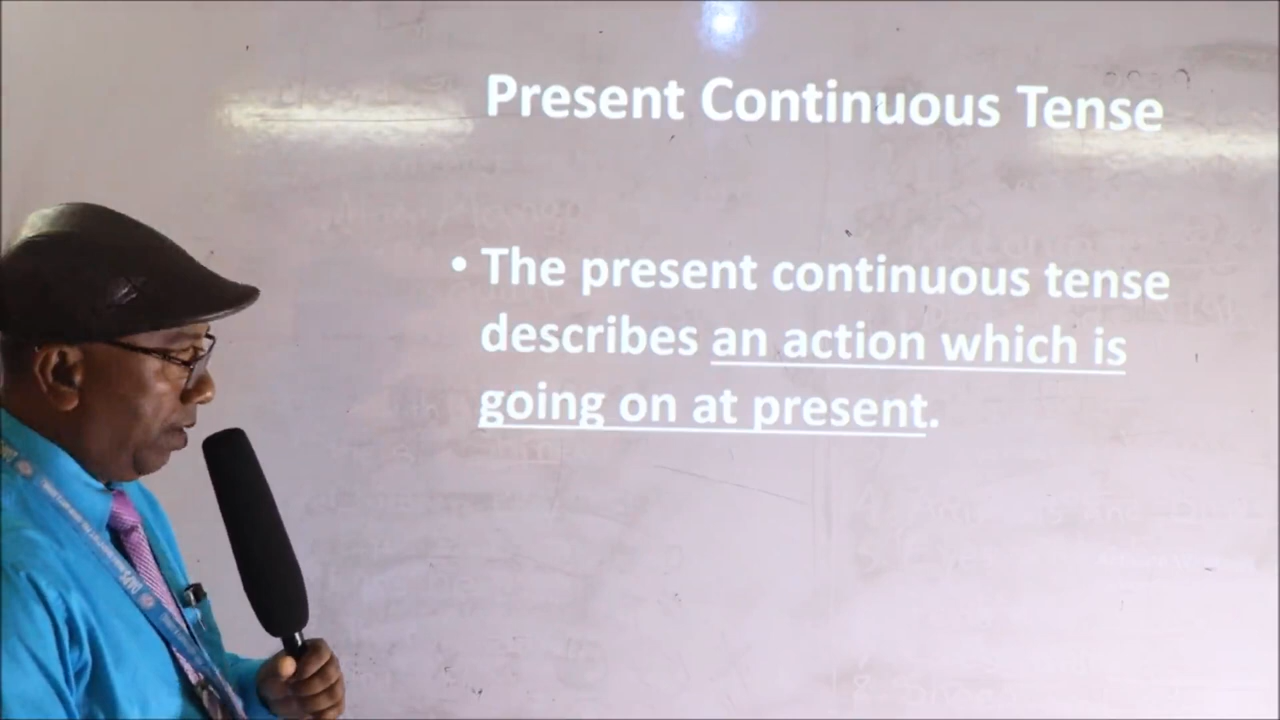 Present Continuous Tense
• The present continuous tense
describes an action which is
going on at present.